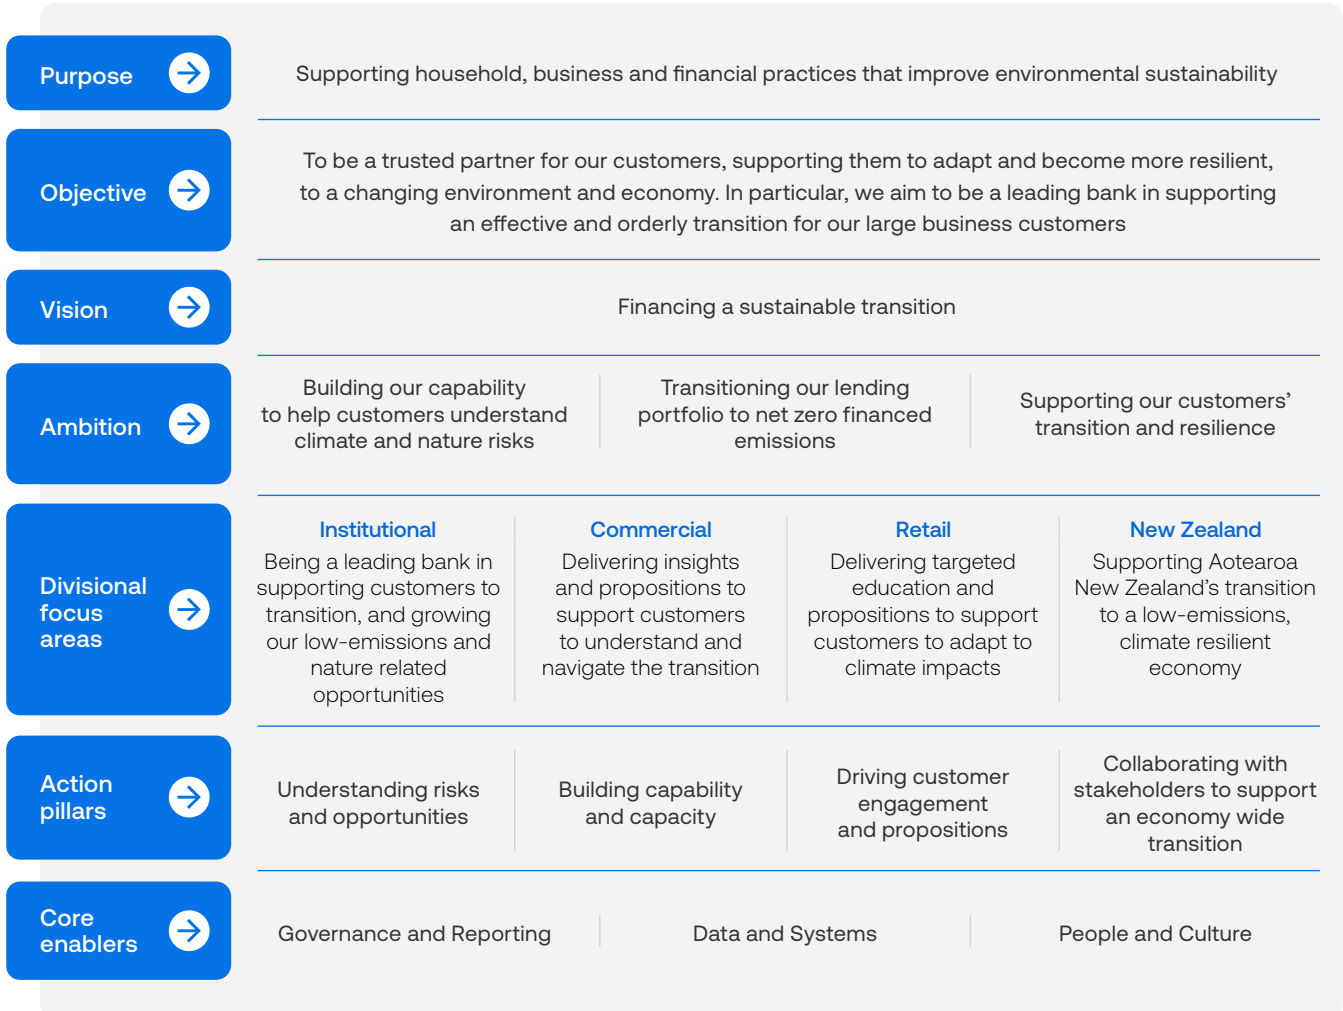 Purpose
Supporting household, business and financial practices that improve environmental sustainability
Objective
To be a trusted partner for our customers, supporting them to adapt and become more resilient,
to a changing environment and economy. In particular, we aim to be a leading bank in supporting
an effective and orderly transition for our large business customers
Vision
Financing a sustainable transition
Ambition
Building our capability
to help customers understand
climate and nature risks
Transitioning our lending
portfolio to net zero financed
emissions
Supporting our customers’
transition and resilience
Divisional
focus
areas
Institutional
Being a leading bank in
supporting customers to
transition, and growing
our low-emissions and
nature related
opportunities
Commercial
Delivering insights
and propositions to
support customers
to understand and
navigate the transition
Retail
Delivering targeted
education and
propositions to support
customers to adapt to
climate impacts
New Zealand
Supporting Aotearoa
New Zealand’s transition
to a low-emissions,
climate resilient
economy
Action
pillars
Understanding risks
and opportunities
Building capability
and capacity
Driving customer
engagement
and propositions
Collaborating with
stakeholders to support
an economy wide
transition
Core
enablers
Governance and Reporting
Data and Systems
People and Culture